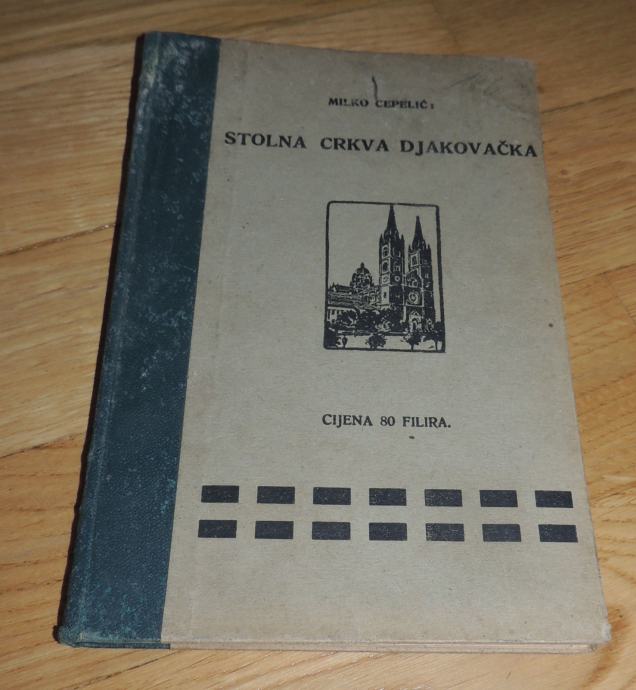 MILKO CEPELIĆ:
STOLNA CRKVA DJAKOVAČKA
CIJENA 80 FILIRA.